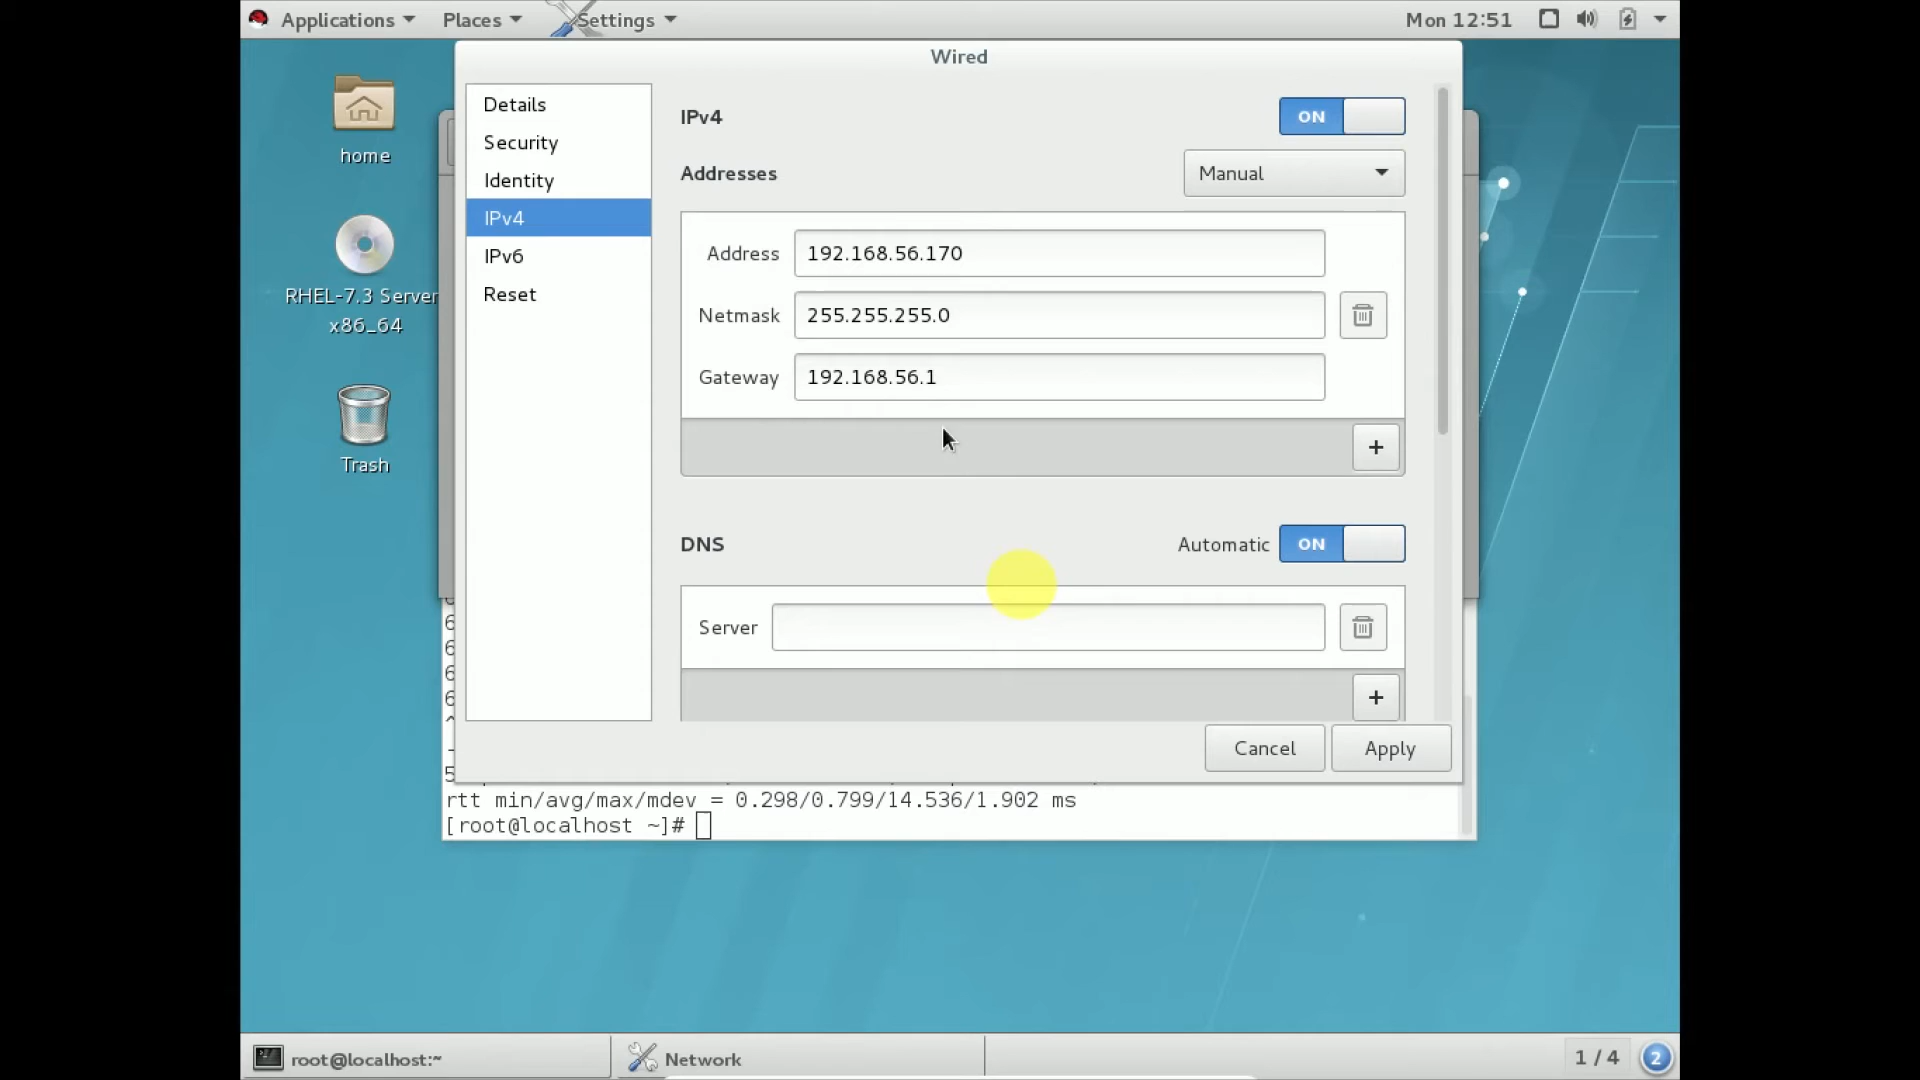 Applications Places Settings Mon 12:51
Wired
home
RHEL-7.3 Server
x86_64
Trash
Details
Security
Identity
IPv4
IPv6
Reset
IPv4 ON
Addresses Manual
Address 192.168.56.170
Netmask 255.255.255.0
Gateway 192.168.56.1
+
DNS Automatic ON
Server
+
Cancel Apply
rtt min/avg/max/mdev = 0.298/0.799/14.536/1.902 ms
[root@localhost ~]#
root@localhost:~ Network 1 / 4 2